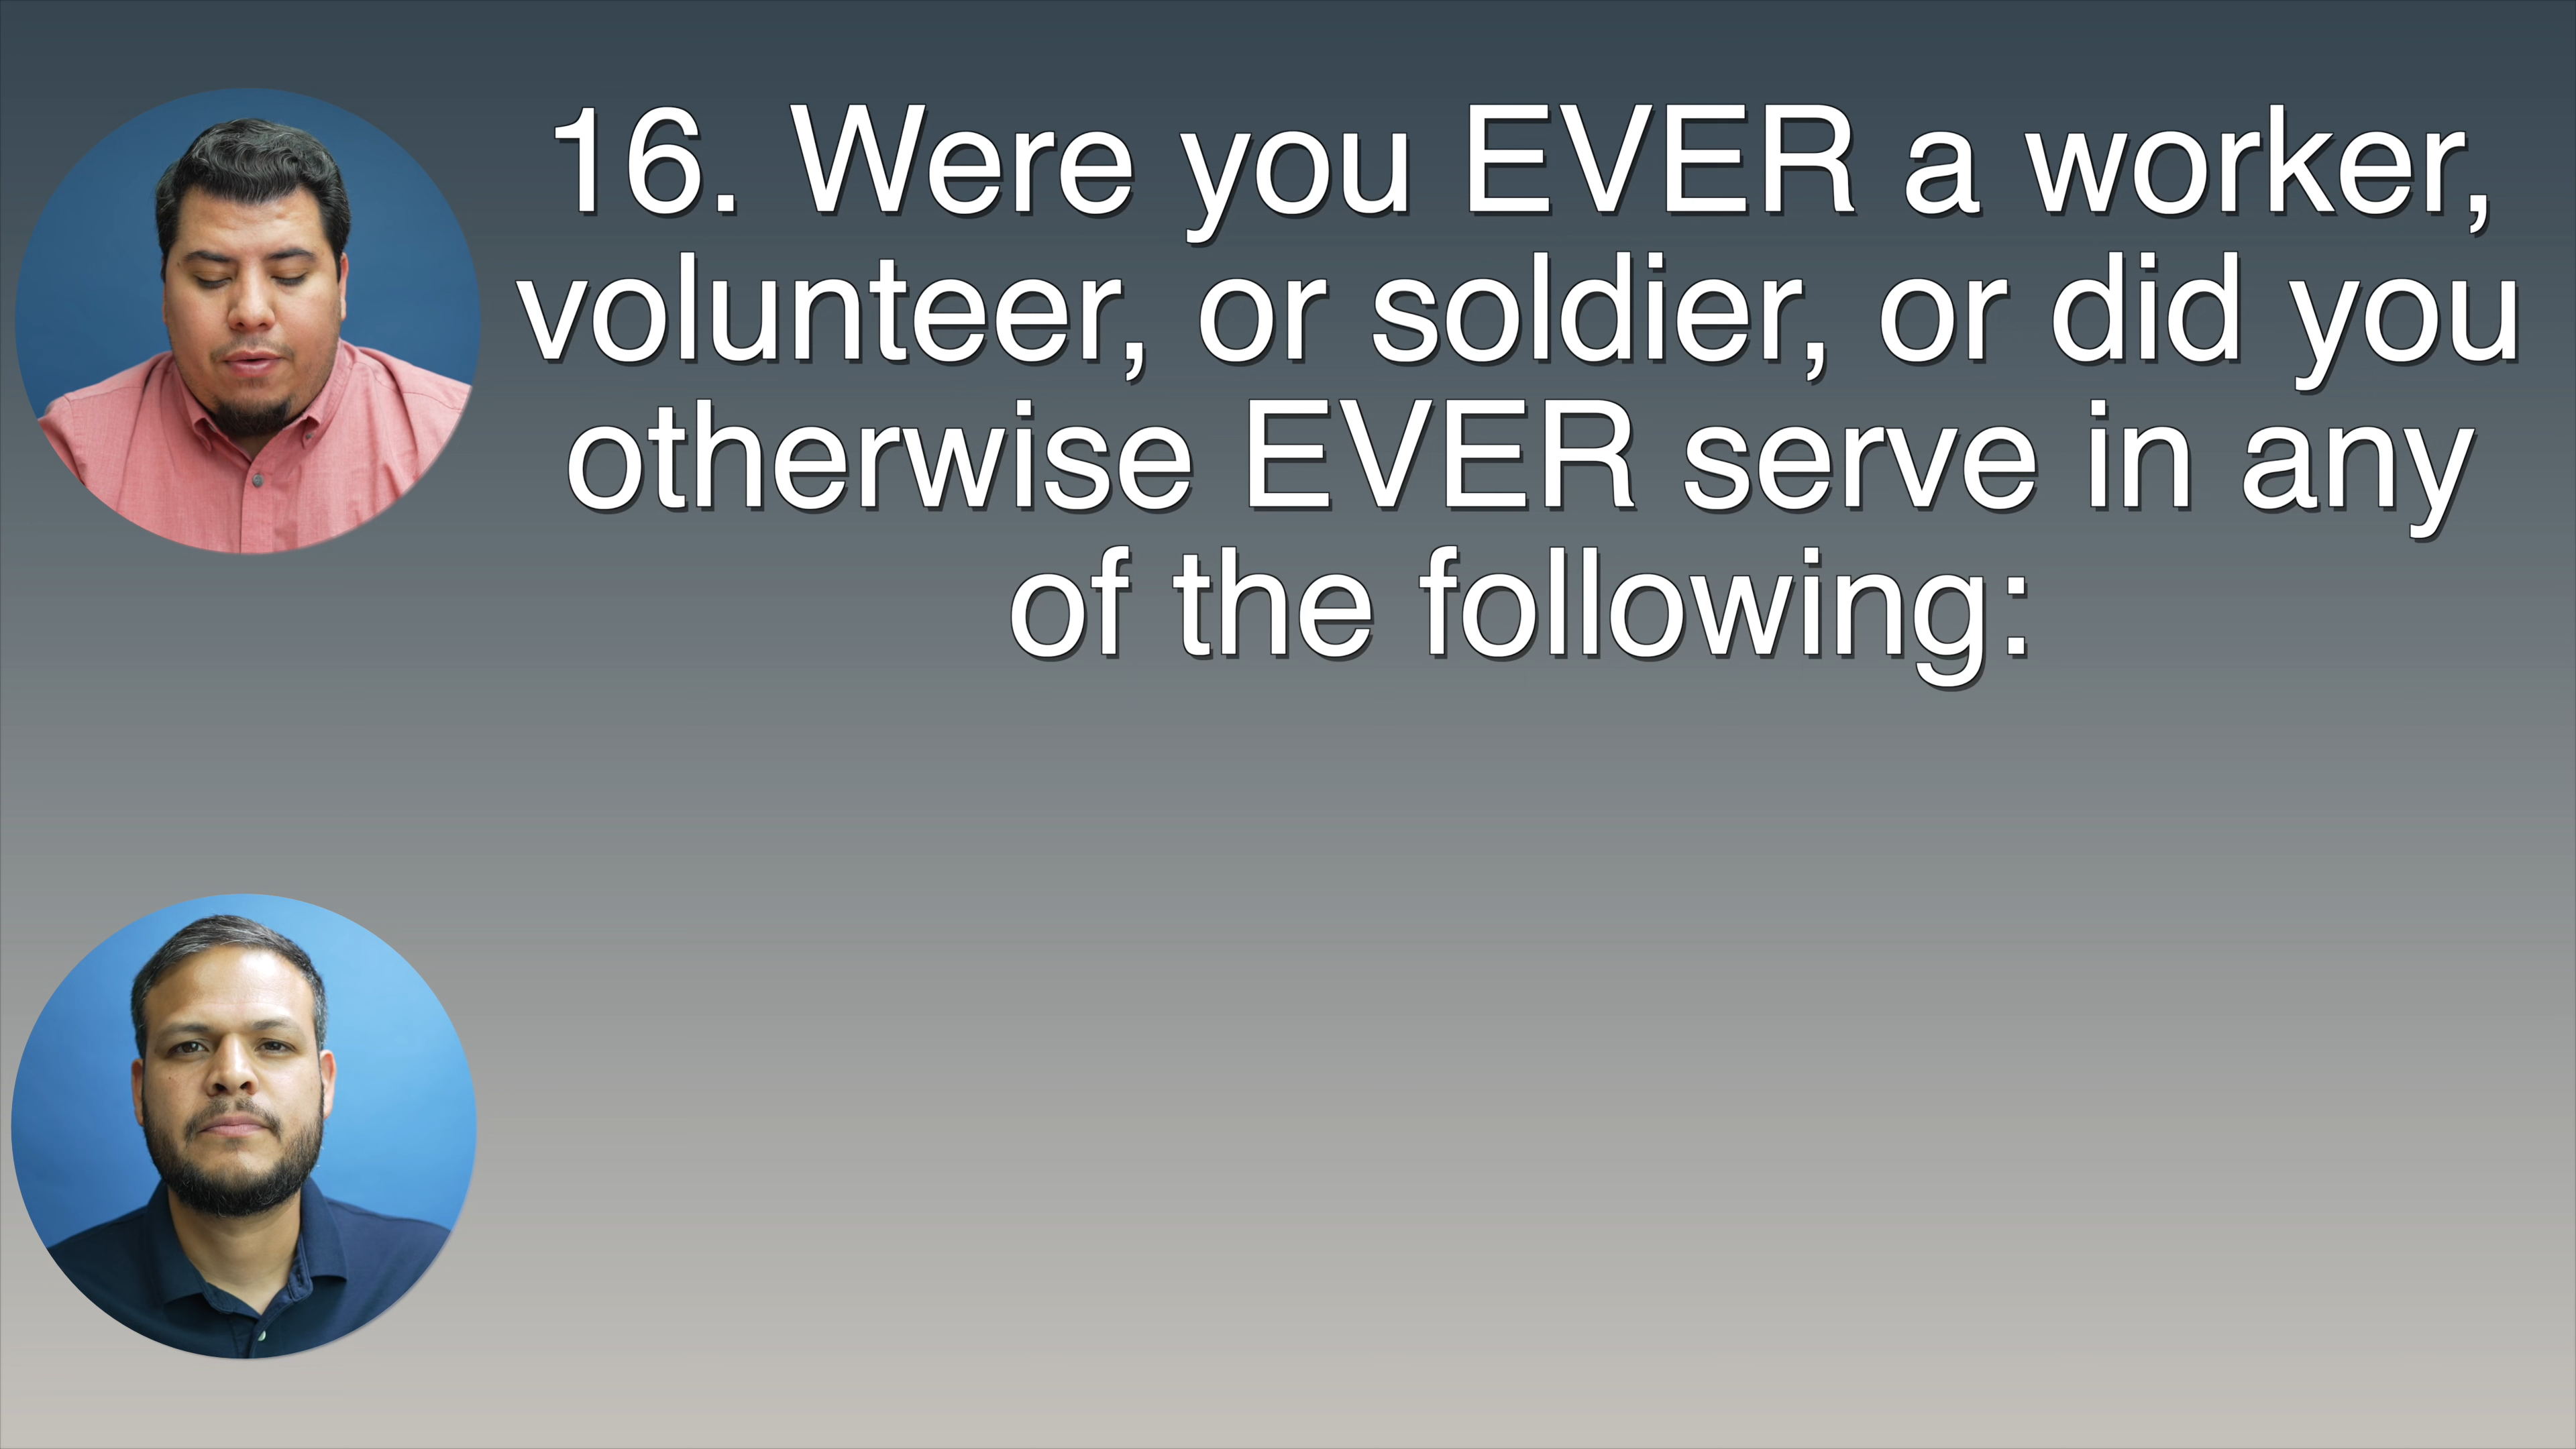 16. Were you EVER a worker,
volunteer, or soldier, or did you
otherwise EVER serve in any
of the following: